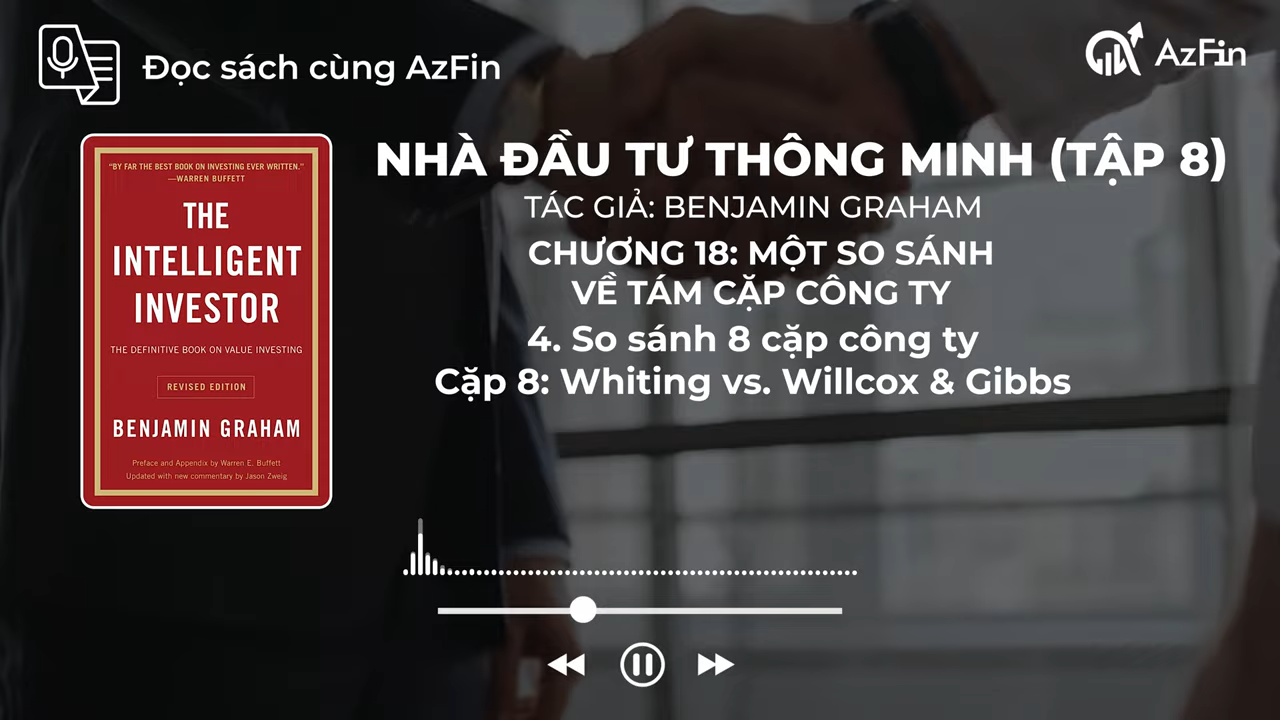 Đọc sách cùng AzFin
AzFin
"BY FAR THE BEST BOOK ON INVESTING EVER WRITTEN."
—WARREN BUFFETT
THE
INTELLIGENT
INVESTOR
THE DEFINITIVE BOOK ON VALUE INVESTING
REVISED EDITION
BENJAMIN GRAHAM
Preface and Appendix by Warren E. Buffett
Updated with new commentary by Jason Zweig
NHÀ ĐẦU TƯ THÔNG MINH (TẬP 8)
TÁC GIẢ: BENJAMIN GRAHAM
CHƯƠNG 18: MỘT SO SÁNH
VỀ TÁM CẶP CÔNG TY
4. So sánh 8 cặp công ty
Cặp 8: Whiting vs. Willcox & Gibbs